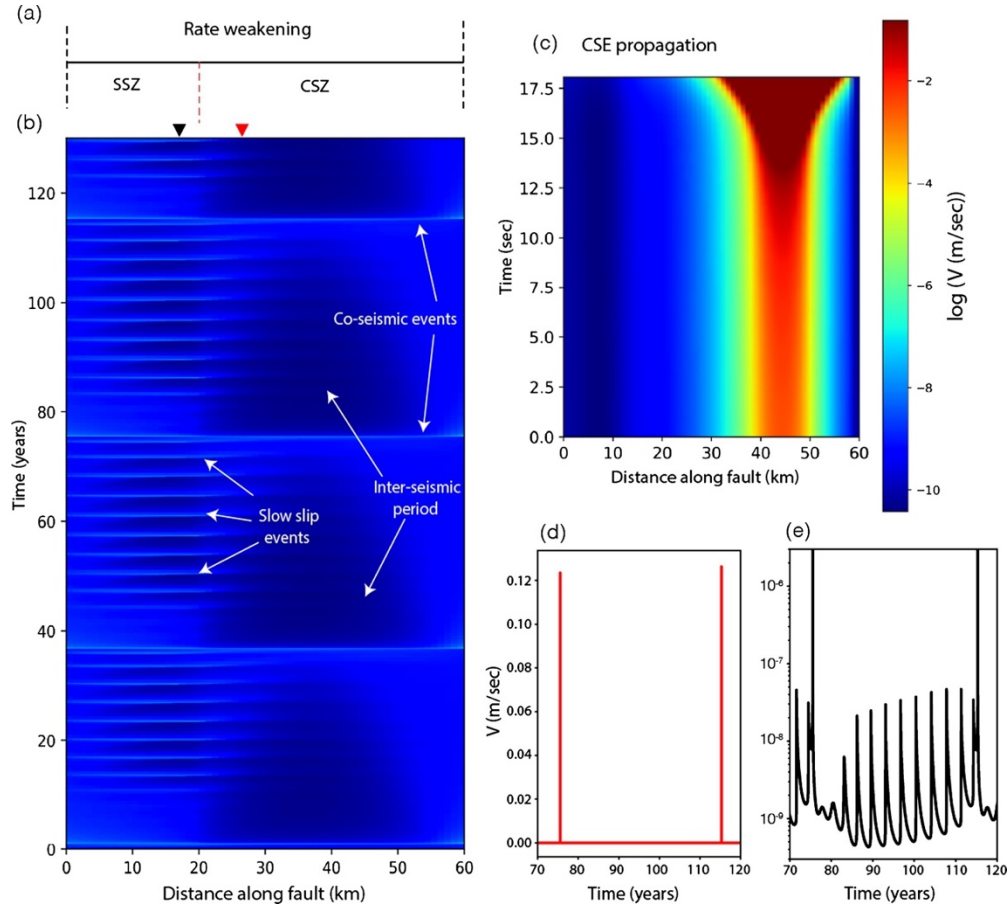 (a)
Rate weakening
SSZ
CSZ
(b)
120
100
80
60
40
20
0
Time (years)
Co-seismic events
Inter-seismic
period
Slow slip
events
0
10
20
30
40
50
60
Distance along fault (km)
(c)
CSE propagation
17.5
15.0
12.5
10.0
7.5
5.0
2.5
0.0
Time (sec)
0
10
20
30
40
50
60
Distance along fault (km)
−2
−4
−6
−8
−10
log (V (m/sec))
(d)
0.12
0.10
0.08
0.06
0.04
0.02
0.00
V (m/sec)
70
80
90
100
110
120
Time (years)
(e)
10⁻⁶
10⁻⁷
10⁻⁸
10⁻⁹
70
80
90
100
110
120
Time (years)